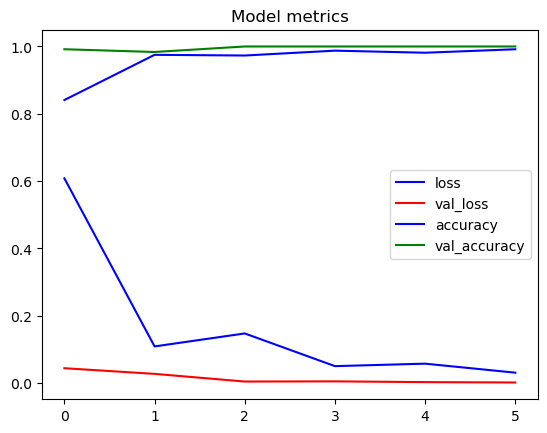 Model metrics
1.0
0.8
0.6
0.4
0.2
0.0
loss
val_loss
accuracy
val_accuracy
0 1 2 3 4 5